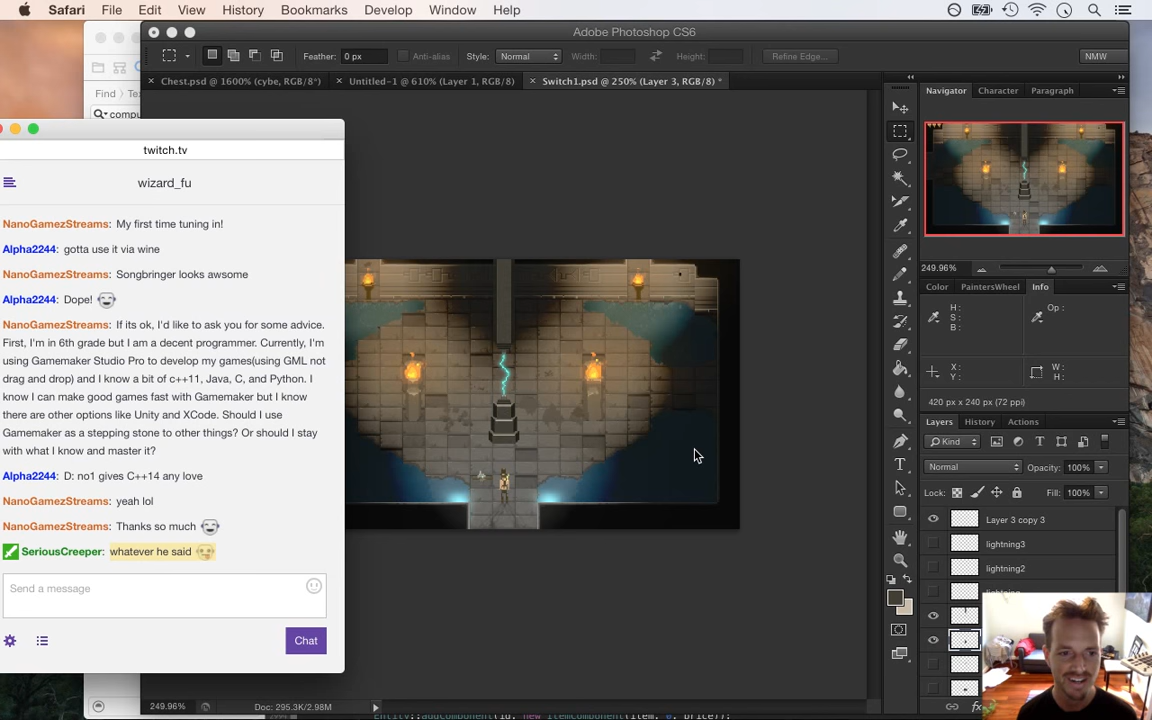 Safari File Edit View History Bookmarks Develop Window Help
Adobe Photoshop CS6
Feather: 0 px Anti-alias Style: Normal Width: Height: Refine Edge... NMW
Chest.psd @ 1600% (cybe, RGB/8*) Untitled-1 @ 610% (Layer 1, RGB/8) Switch1.psd @ 250% (Layer 3, RGB/8) *
Find
compu
twitch.tv
wizard_fu
NanoGamezStreams: My first time tuning in!
Alpha2244: gotta use it via wine
NanoGamezStreams: Songbringer looks awsome
Alpha2244: Dope!
NanoGamezStreams: If its ok, I'd like to ask you for some advice.
First, I'm in 6th grade but I am a decent programmer. Currently, I'm
using Gamemaker Studio Pro to develop my games(using GML not
drag and drop) and I know a bit of c++11, Java, C, and Python. I
know I can make good games fast with Gamemaker but I know
there are other options like Unity and XCode. Should I use
Gamemaker as a stepping stone to other things? Or should I stay
with what I know and master it?
Alpha2244: D: no1 gives C++14 any love
NanoGamezStreams: yeah lol
NanoGamezStreams: Thanks so much
SeriousCreeper: whatever he said
Send a message
Chat
Navigator Character Paragraph
249.96%
Color PaintersWheel Info
H: Op:
S:
B:
X: W:
Y: H:
420 px x 240 px (72 ppi)
Layers History Actions
Kind
Normal Opacity: 100%
Lock: Fill: 100%
Layer 3 copy 3
lightning3
lightning2
249.96% Doc: 295.3K/2.98M